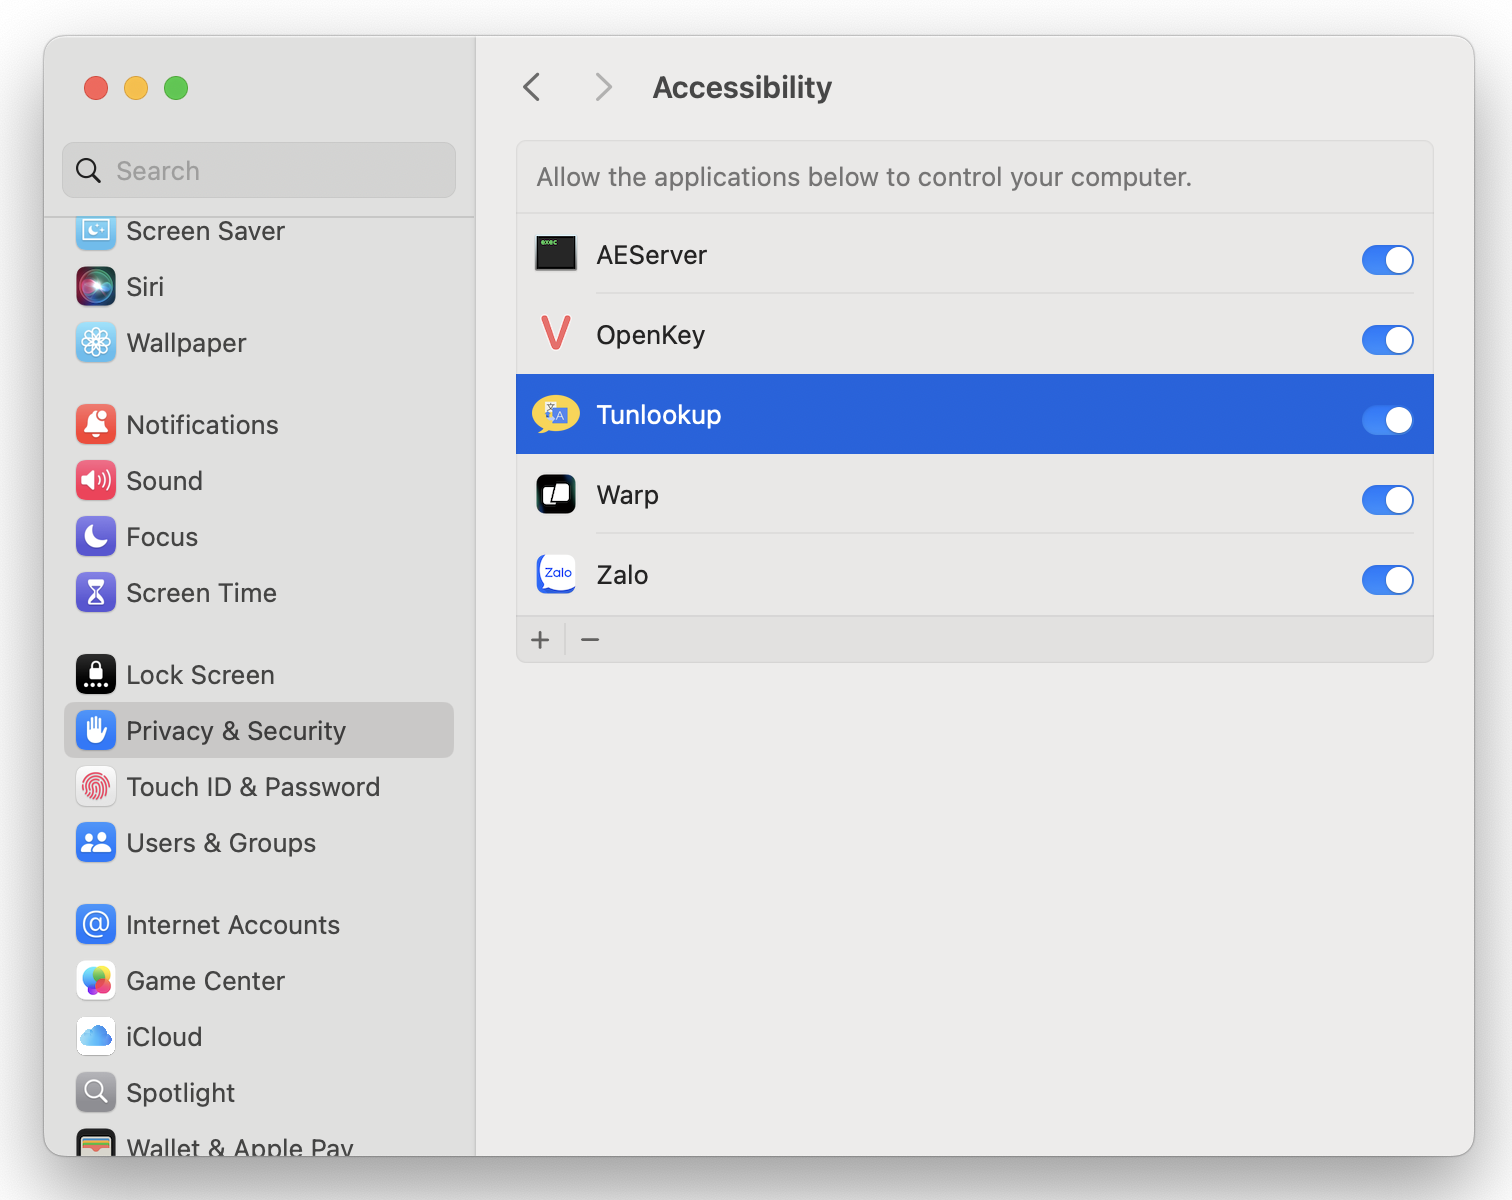 Search
Screen Saver
Siri
Wallpaper
Notifications
Sound
Focus
Screen Time
Lock Screen
Privacy & Security
Touch ID & Password
Users & Groups
Internet Accounts
Game Center
iCloud
Spotlight
Wallet & Apple Pay
Accessibility
Allow the applications below to control your computer.
exec
AEServer
OpenKey
A
Tunlookup
Warp
Zalo
Zalo